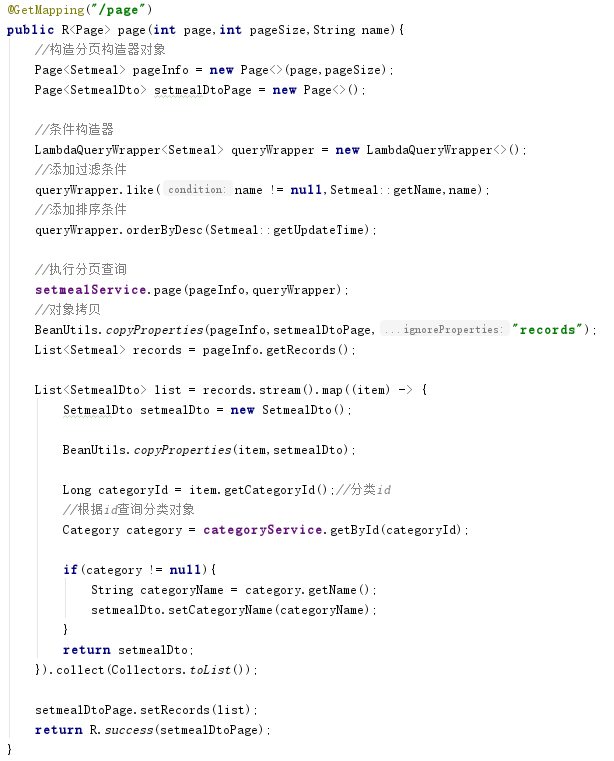 @GetMapping("/page")
public R<Page> page(int page,int pageSize,String name){
    //构造分页构造器对象
    Page<Setmeal> pageInfo = new Page<>(page,pageSize);
    Page<SetmealDto> setmealDtoPage = new Page<>();

    //条件构造器
    LambdaQueryWrapper<Setmeal> queryWrapper = new LambdaQueryWrapper<>();
    //添加过滤条件
    queryWrapper.like( condition: name != null,Setmeal::getName,name);
    //添加排序条件
    queryWrapper.orderByDesc(Setmeal::getUpdateTime);

    //执行分页查询
    setmealService.page(pageInfo,queryWrapper);
    //对象拷贝
    BeanUtils.copyProperties(pageInfo,setmealDtoPage, ...ignoreProperties: "records");
    List<Setmeal> records = pageInfo.getRecords();

    List<SetmealDto> list = records.stream().map((item) -> {
        SetmealDto setmealDto = new SetmealDto();

        BeanUtils.copyProperties(item,setmealDto);

        Long categoryId = item.getCategoryId();//分类id
        //根据id查询分类对象
        Category category = categoryService.getById(categoryId);

        if(category != null){
            String categoryName = category.getName();
            setmealDto.setCategoryName(categoryName);
        }
        return setmealDto;
    }).collect(Collectors.toList());

    setmealDtoPage.setRecords(list);
    return R.success(setmealDtoPage);
}